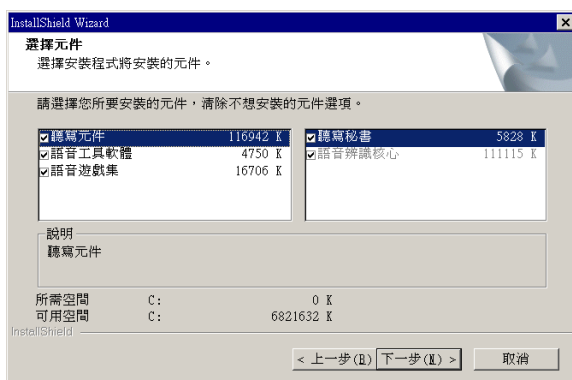 InstallShield Wizard
選擇元件
選擇安裝程式將安裝的元件。
請選擇您所要安裝的元件，清除不想安裝的元件選項。
聽寫元件 116942 K
語音工具軟體 4750 K
語音遊戲集 16706 K
聽寫秘書 5828 K
語音辨識核心 111115 K
說明
聽寫元件
所需空間 C: 0 K
可用空間 C: 6821632 K
InstallShield
< 上一步(B) 下一步(N) > 取消